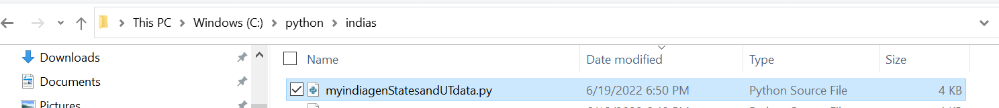 This PC > Windows (C:) > python > indias
Downloads
Name Date modified Type Size
Documents
myindiagenStatesandUTdata.py 6/19/2022 6:50 PM Python Source File 4 KB
Pictures